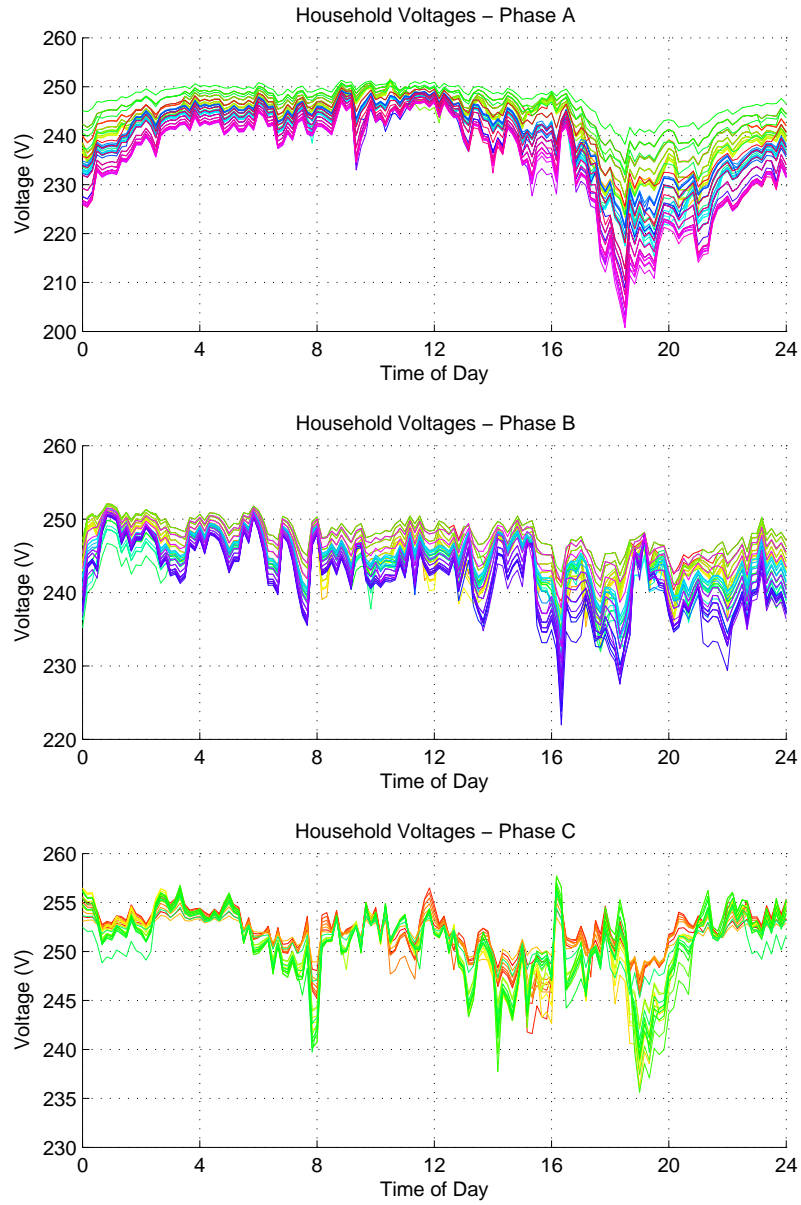 Household Voltages – Phase A
260
250
240
230
220
210
200
Voltage (V)
0 4 8 12 16 20 24
Time of Day
Household Voltages – Phase B
260
250
240
230
220
Voltage (V)
0 4 8 12 16 20 24
Time of Day
Household Voltages – Phase C
260
255
250
245
240
235
230
Voltage (V)
0 4 8 12 16 20 24
Time of Day